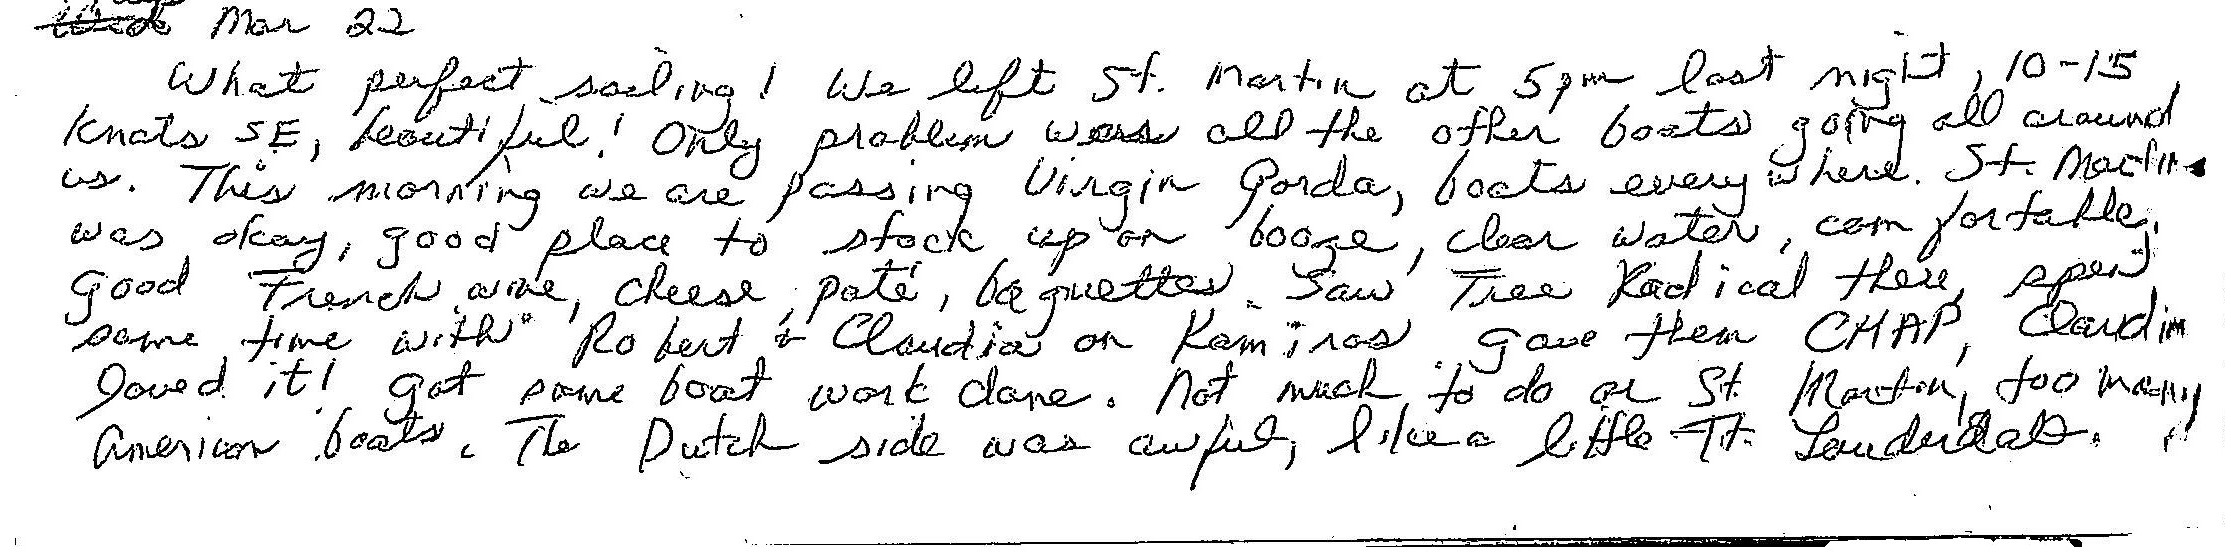 Mar 22
What perfect sailing! We left St. Martin at 5pm last night, 10-15
knots SE, beautiful! Only problem was all the other boats going all around
us. This morning we are passing Virgin Gorda, boats everywhere. St. Martin
was okay, good place to stock up on booze, clear water, comfortable,
good French wine, cheese, paté, baguettes. Saw Tree Radical there, spent
some time with Robert & Claudia on Kamiros. Gave them CHAP, Claudia
loved it! Got some boat work done. Not much to do on St. Martin, too many
American boats. The Dutch side was awful, like a little Ft. Lauderdale.